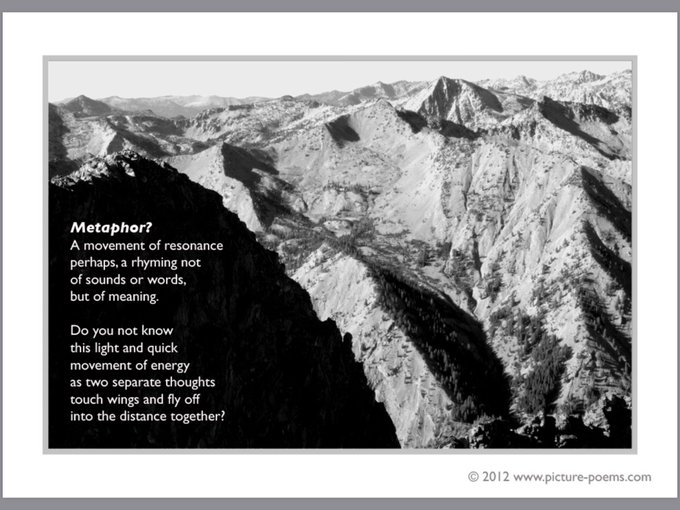 Metaphor?
A movement of resonance
perhaps, a rhyming not
of sounds or words,
but of meaning.
Do you not know
this light and quick
movement of energy
as two separate thoughts
touch wings and fly off
into the distance together?
© 2012 www.picture-poems.com